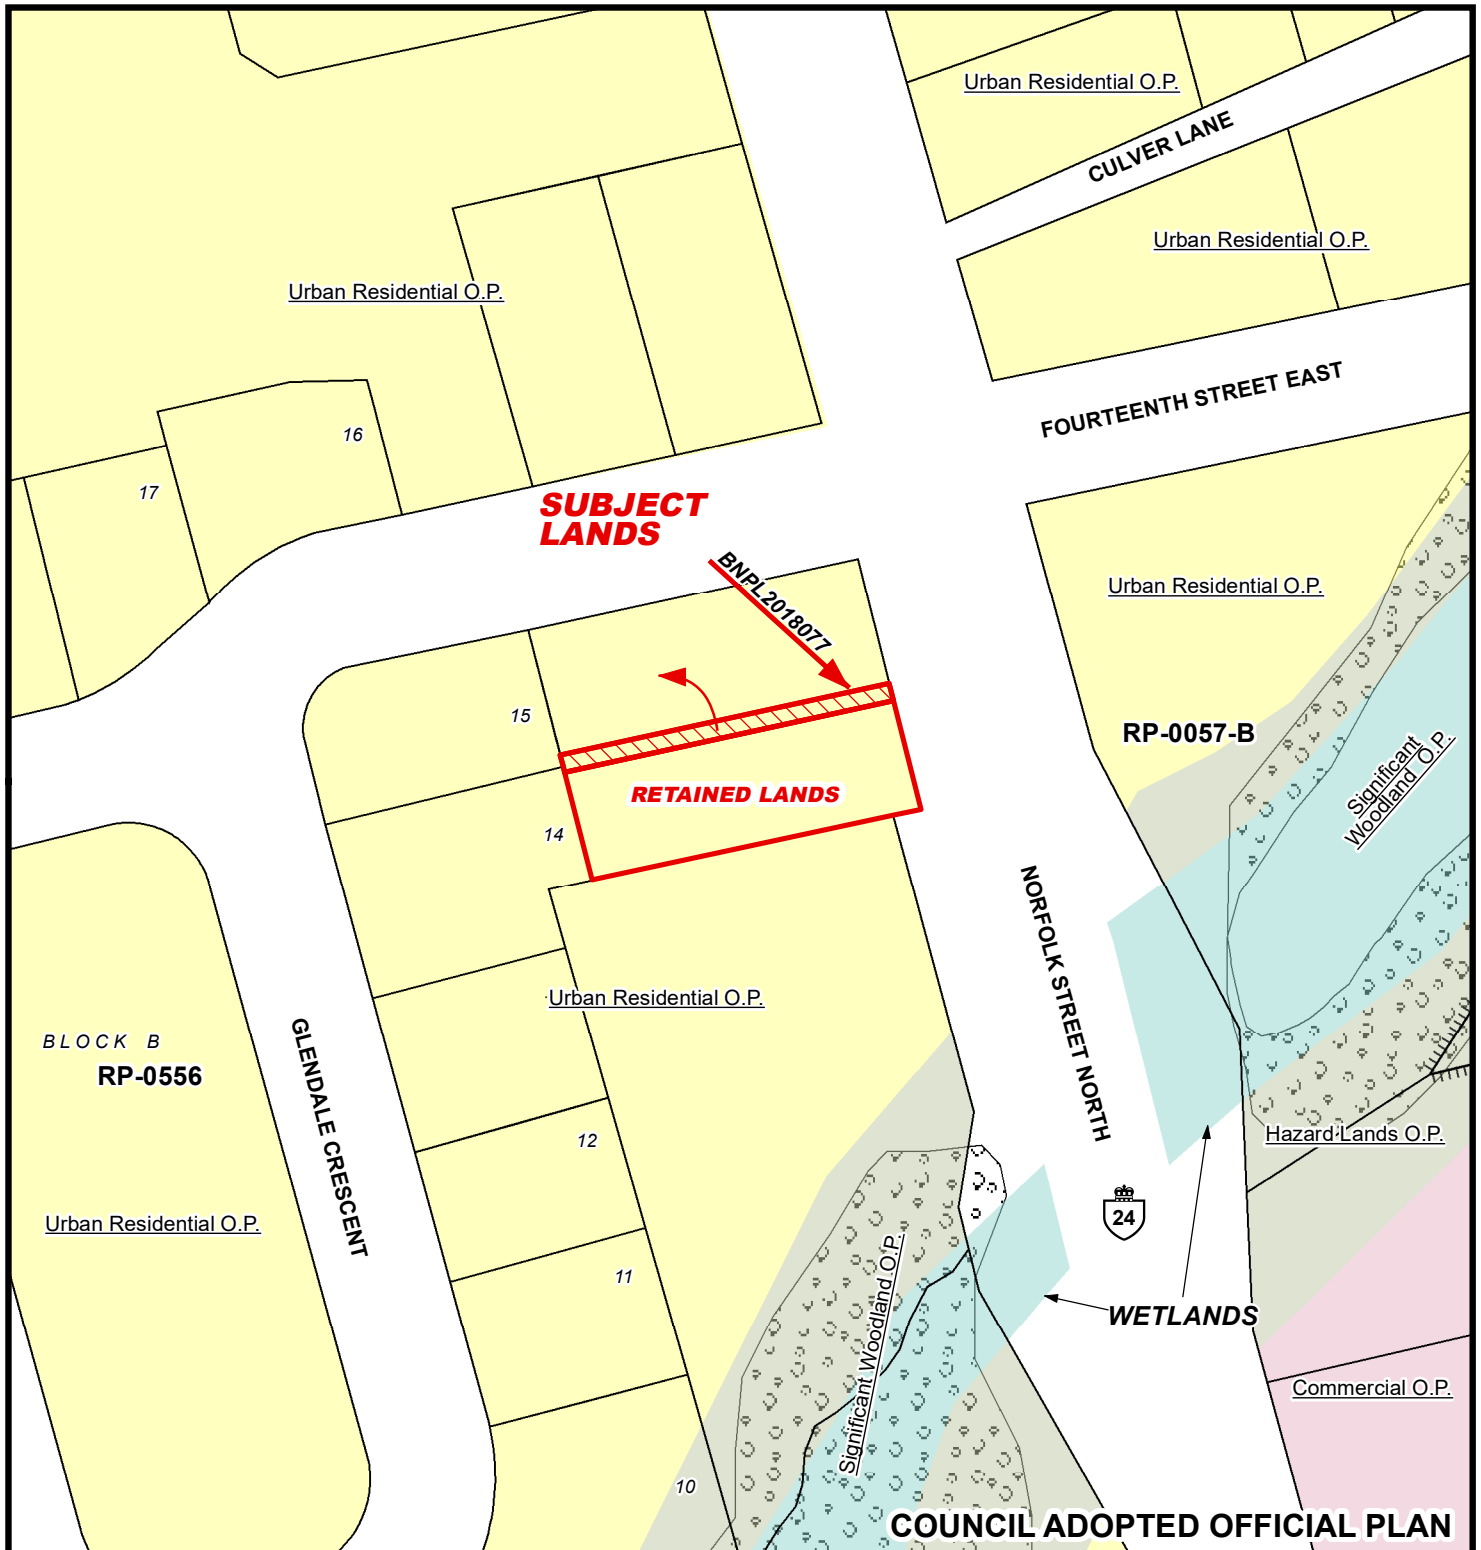 Urban Residential O.P.
CULVER LANE
Urban Residential O.P.
Urban Residential O.P.
FOURTEENTH STREET EAST
16
17
SUBJECT
LANDS
BNPL2018077
Urban Residential O.P.
15
RP-0057-B
Significant
Woodland O.P.
RETAINED LANDS
14
NORFOLK STREET NORTH
Urban Residential O.P.
BLOCK B
RP-0556
GLENDALE CRESCENT
12
Hazard Lands O.P.
Urban Residential O.P.
24
Significant Woodland O.P.
11
WETLANDS
Commercial O.P.
10
COUNCIL ADOPTED OFFICIAL PLAN